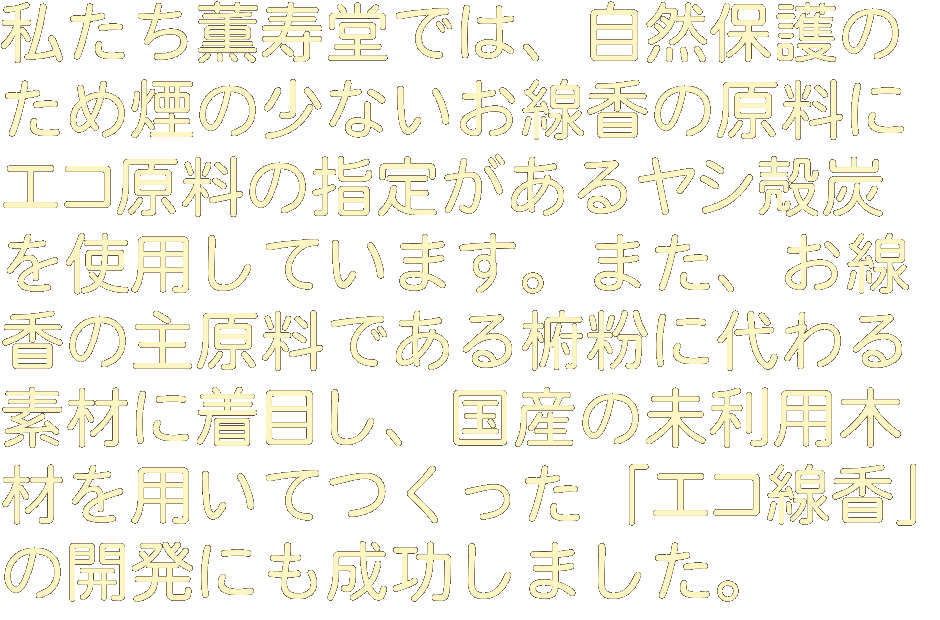 私たち薫寿堂では、自然保護の
ため煙の少ないお線香の原料に
エコ原料の指定があるヤシ殻炭
を使用しています。また、お線
香の主原料である椨粉に代わる
素材に着目し、国産の未利用木
材を用いてつくった「エコ線香」
の開発にも成功しました。